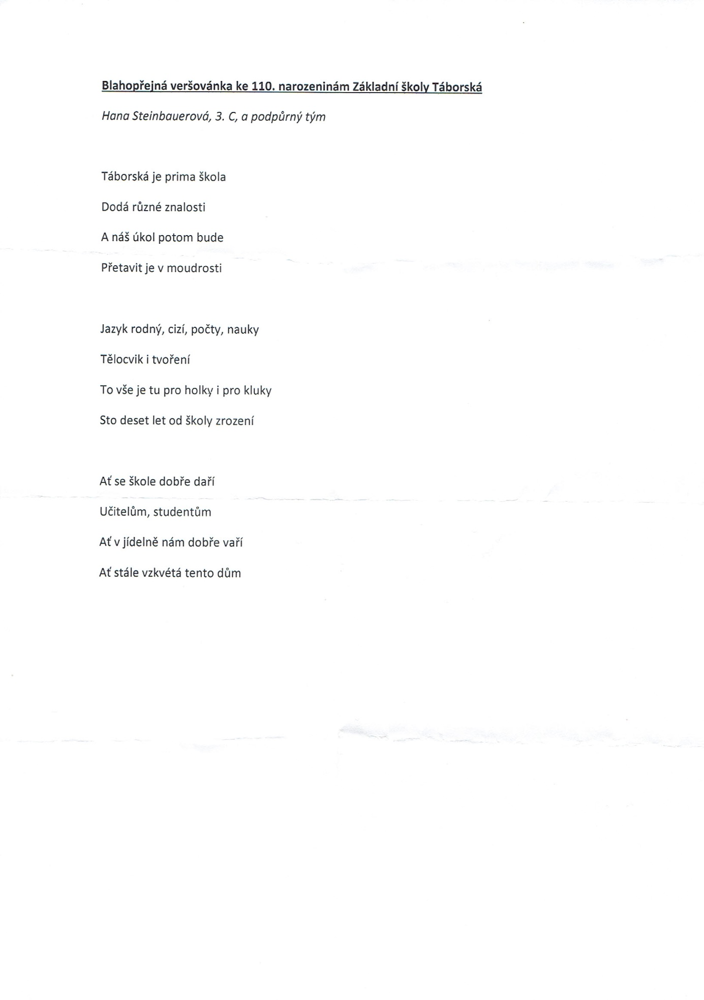 Blahopřejná veršovánka ke 110. narozeninám Základní školy Táborská
Hana Steinbauerová, 3. C, a podpůrný tým
Táborská je prima škola
Dodá různé znalosti
A náš úkol potom bude
Přetavit je v moudrosti
Jazyk rodný, cizí, počty, nauky
Tělocvik i tvoření
To vše je tu pro holky i pro kluky
Sto deset let od školy zrození
Ať se škole dobře daří
Učitelům, studentům
Ať v jídelně nám dobře vaří
Ať stále vzkvétá tento dům